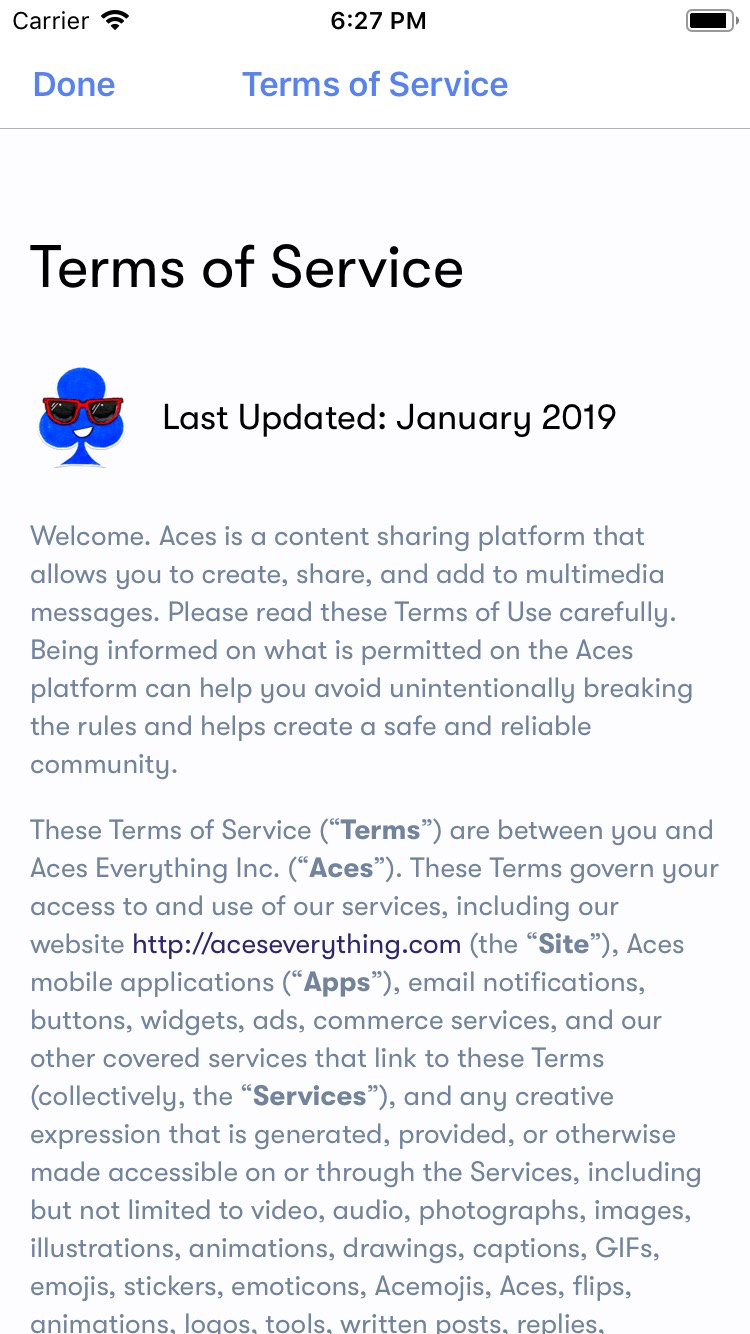 Carrier 6:27 PM
Done Terms of Service
Terms of Service
Last Updated: January 2019
Welcome. Aces is a content sharing platform that
allows you to create, share, and add to multimedia
messages. Please read these Terms of Use carefully.
Being informed on what is permitted on the Aces
platform can help you avoid unintentionally breaking
the rules and helps create a safe and reliable
community.
These Terms of Service (“Terms”) are between you and
Aces Everything Inc. (“Aces”). These Terms govern your
access to and use of our services, including our
website http://aceseverything.com (the “Site”), Aces
mobile applications (“Apps”), email notifications,
buttons, widgets, ads, commerce services, and our
other covered services that link to these Terms
(collectively, the “Services”), and any creative
expression that is generated, provided, or otherwise
made accessible on or through the Services, including
but not limited to video, audio, photographs, images,
illustrations, animations, drawings, captions, GIFs,
emojis, stickers, emoticons, Acemojis, Aces, flips,
animations, logos, tools, written posts, replies,